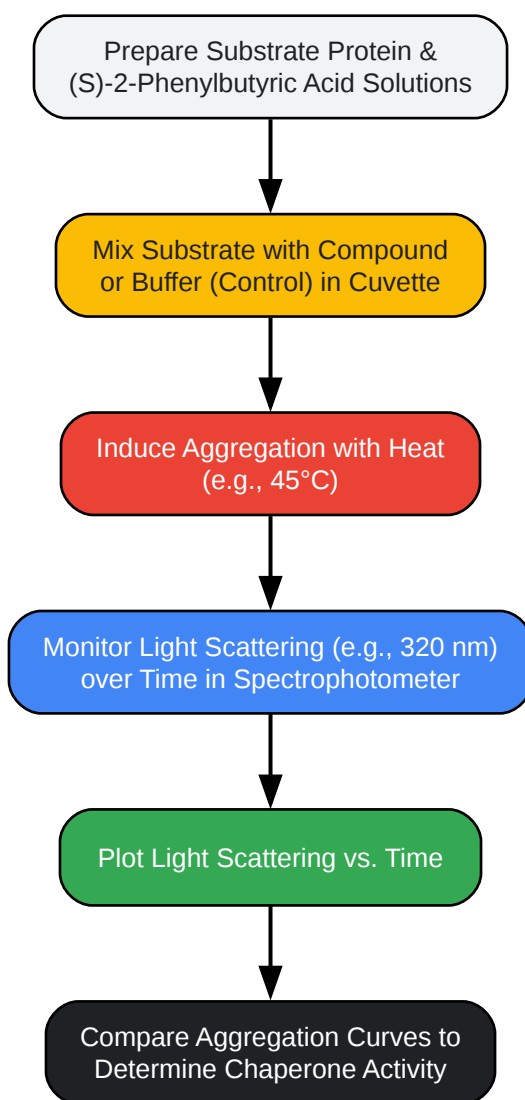 Prepare Substrate Protein &
(S)-2-Phenylbutyric Acid Solutions
Mix Substrate with Compound
or Buffer (Control) in Cuvette
Induce Aggregation with Heat
(e.g., 45°C)
Monitor Light Scattering (e.g., 320 nm)
over Time in Spectrophotometer
Plot Light Scattering vs. Time
Compare Aggregation Curves to
Determine Chaperone Activity